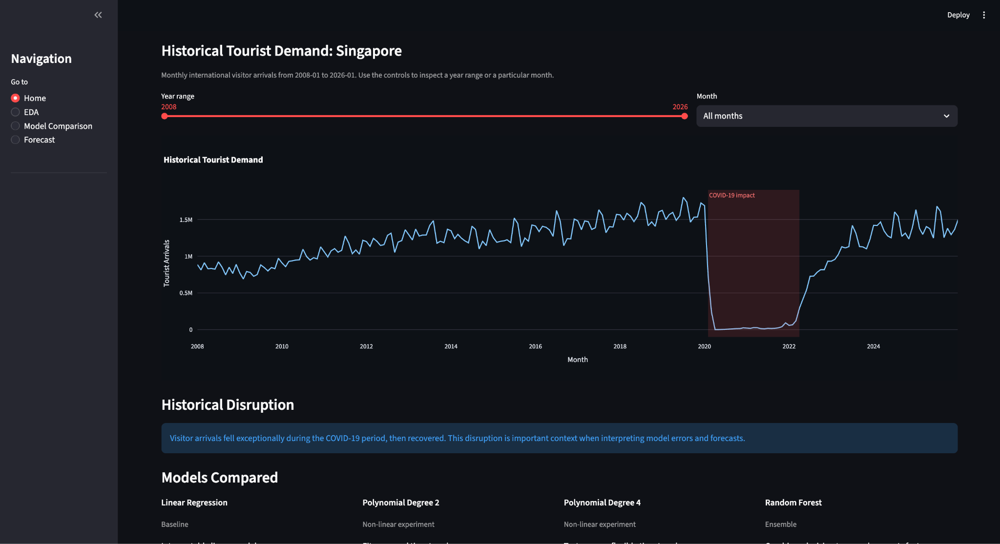 Deploy
Navigation
Go to
Home
EDA
Model Comparison
Forecast
Historical Tourist Demand: Singapore
Monthly international visitor arrivals from 2008-01 to 2026-01. Use the controls to inspect a year range or a particular month.
Year range
2008
2026
Month
All months
Historical Tourist Demand
COVID-19 impact
1.5M
1M
0.5M
0
Tourist Arrivals
2008 2010 2012 2014 2016 2018 2020 2022 2024
Month
Historical Disruption
Visitor arrivals fell exceptionally during the COVID-19 period, then recovered. This disruption is important context when interpreting model errors and forecasts.
Models Compared
Linear Regression
Baseline
Polynomial Degree 2
Non-linear experiment
Polynomial Degree 4
Non-linear experiment
Random Forest
Ensemble